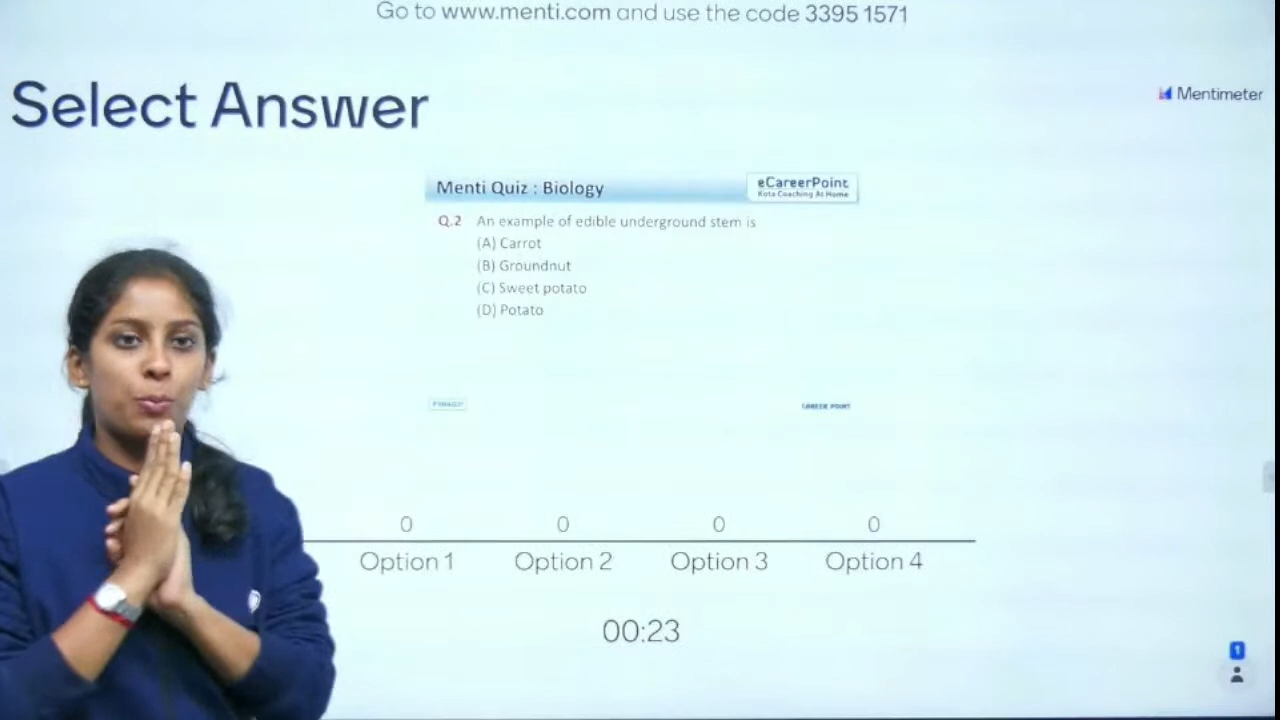 Go to www.menti.com and use the code 3395 1571
Select Answer
Mentimeter
Menti Quiz : Biology
eCareerPoint
Kota Coaching At Home
Q.2 An example of edible underground stem is
(A) Carrot
(B) Groundnut
(C) Sweet potato
(D) Potato
CAREER POINT
0 0 0 0
Option 1 Option 2 Option 3 Option 4
00:23
1